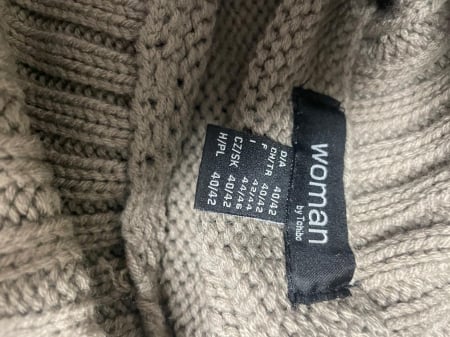 woman
by Tchibo
D/A 40/42
CH/TR 40/42
F 42/44
I 44/46
CZ/SK 40/42
H/PL 40/42